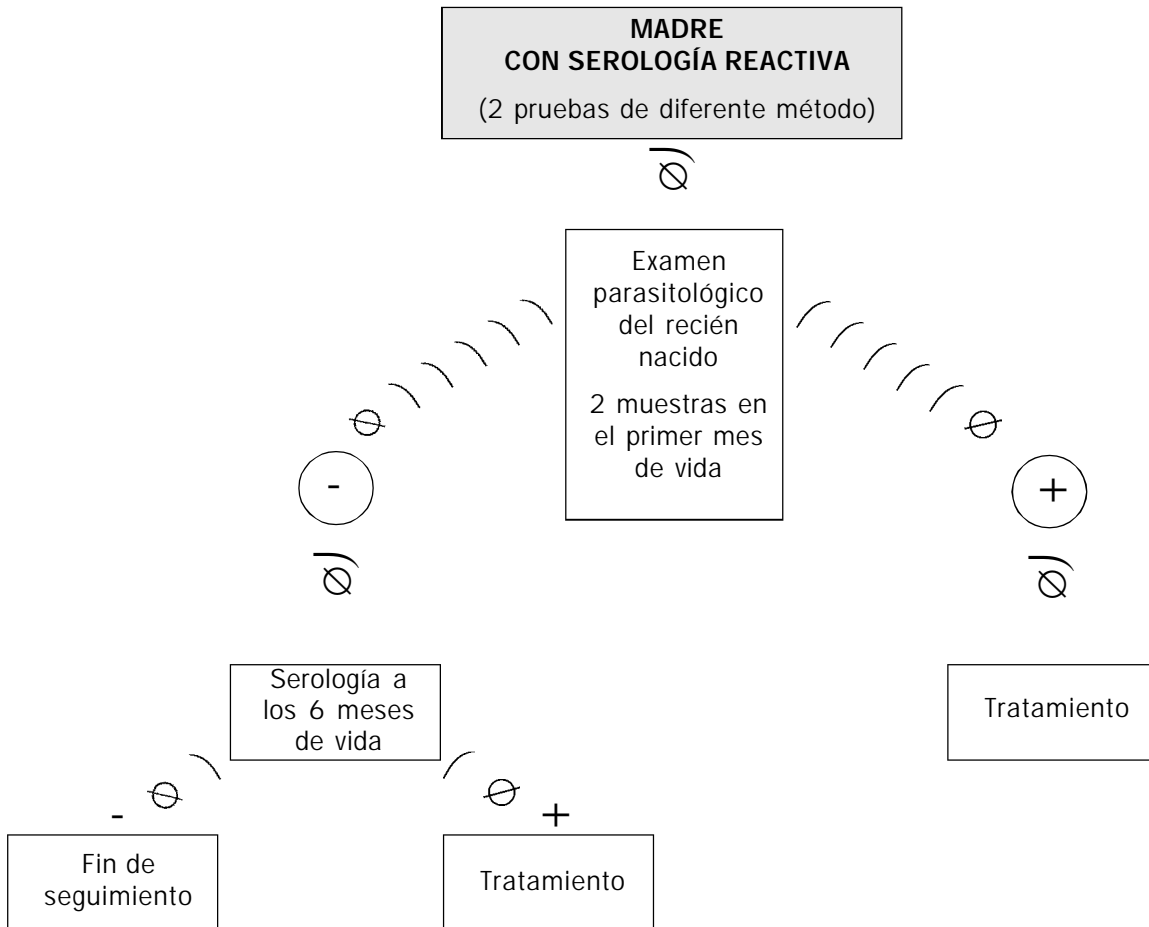 MADRE
CON SEROLOGÍA REACTIVA
(2 pruebas de diferente método)
Examen
parasitológico
del recién
nacido
2 muestras en
el primer mes
de vida
-
+
Serología a
los 6 meses
de vida
Tratamiento
-
+
Fin de
seguimiento
Tratamiento